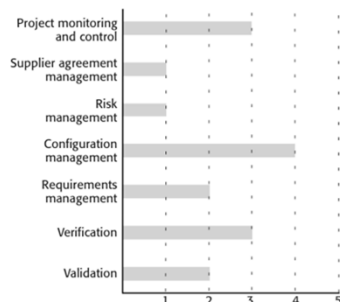 Project monitoring
and control
Supplier agreement
management
Risk
management
Configuration
management
Requirements
management
Verification
Validation
1 2 3 4 5